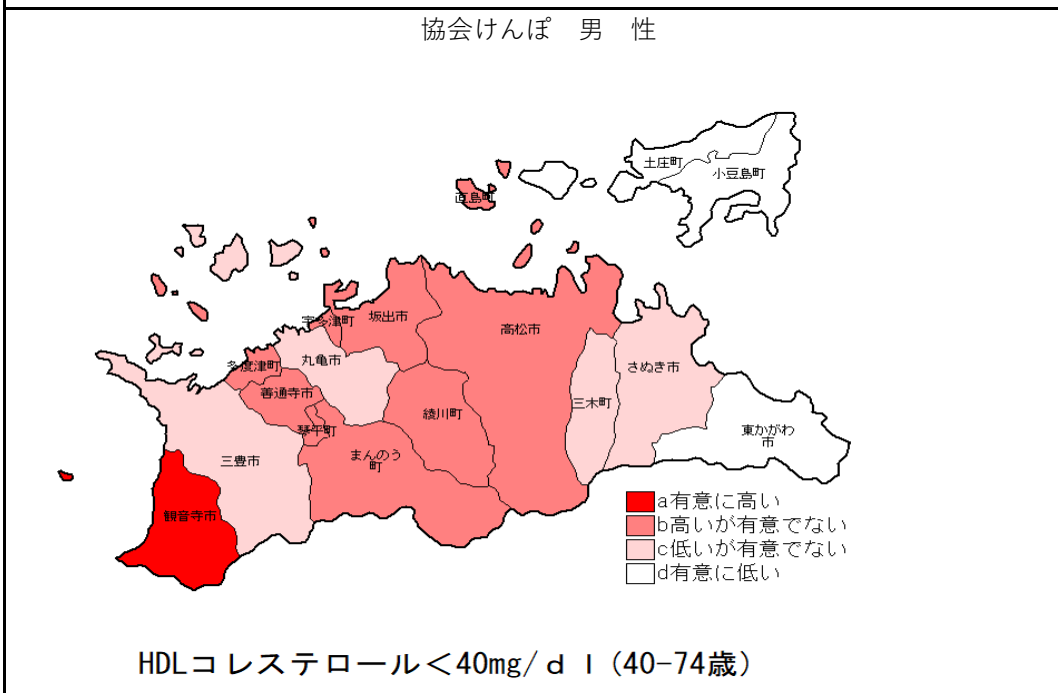 協会けんぽ　男　性
土庄町
小豆島町
直島町
宇多津町
坂出市
高松市
多度津町
丸亀市
さぬき市
善通寺市
三木町
綾川町
琴平町
東かがわ
市
三豊市
まんのう
町
観音寺市
a有意に高い
b高いが有意でない
c低いが有意でない
d有意に低い
HDLコレステロール＜40mg/ｄｌ(40-74歳)